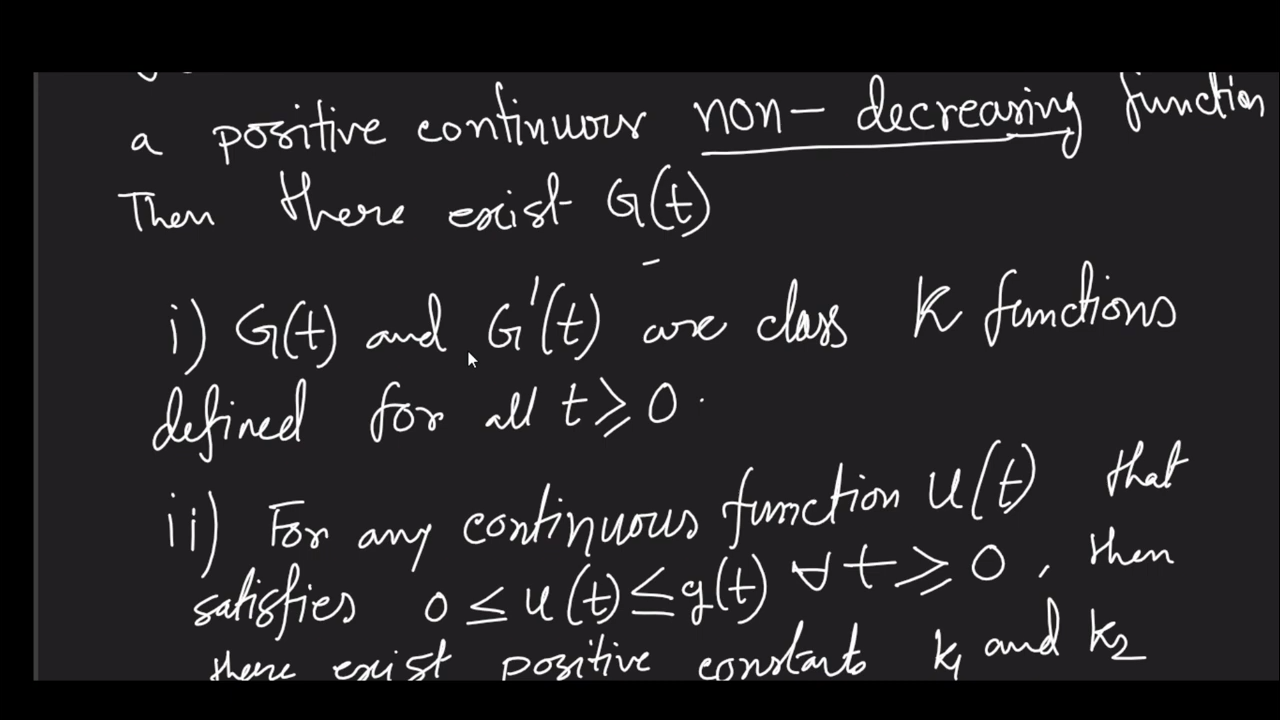 a positive continuous non- decreasing function
Then there exist G(t)
i) G(t) and G'(t) are class K functions
defined for all t ≥ 0.
ii) For any continuous function u(t) that
satisfies 0 ≤ u(t) ≤ g(t) ∀ t ≥ 0, then
there exist positive constants k₁ and k₂